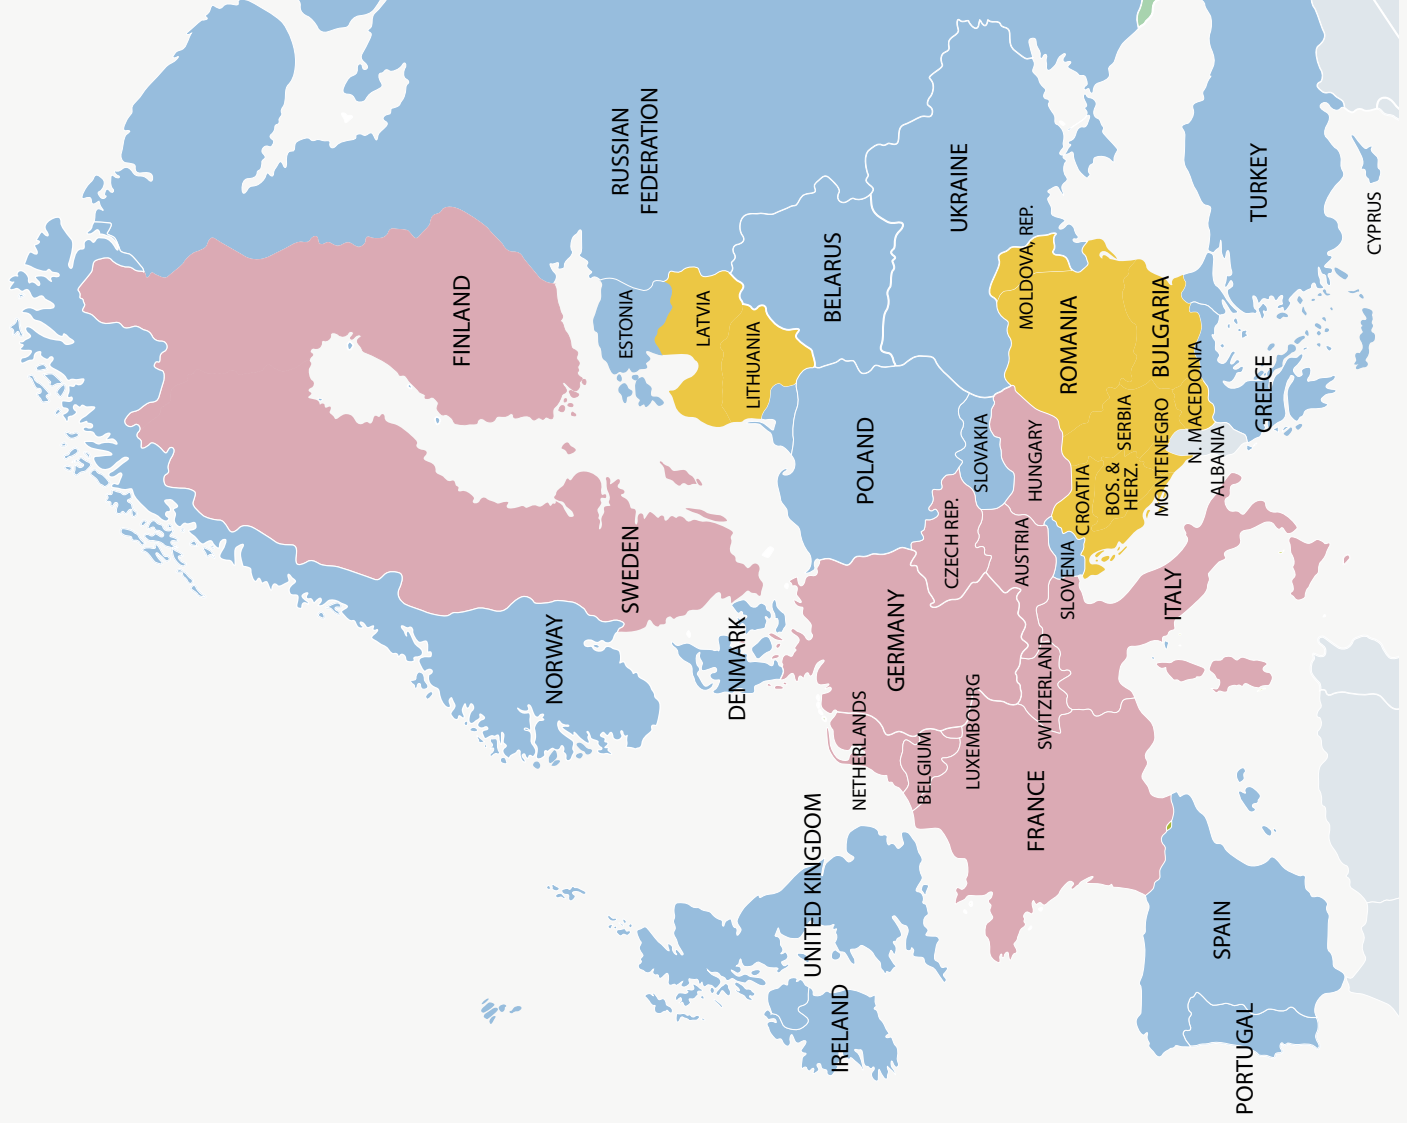 FINLAND
SWEDEN
NORWAY
RUSSIAN
FEDERATION
ESTONIA
LATVIA
LITHUANIA
DENMARK
BELARUS
UNITED KINGDOM
IRELAND
POLAND
NETHERLANDS
GERMANY
BELGIUM
UKRAINE
CZECH REP.
LUXEMBOURG
SLOVAKIA
AUSTRIA
HUNGARY
MOLDOVA, REP.
FRANCE
SWITZERLAND
SLOVENIA
ROMANIA
CROATIA
BOS. &
HERZ.
SERBIA
BULGARIA
MONTENEGRO
ITALY
N. MACEDONIA
ALBANIA
SPAIN
PORTUGAL
GREECE
TURKEY
CYPRUS